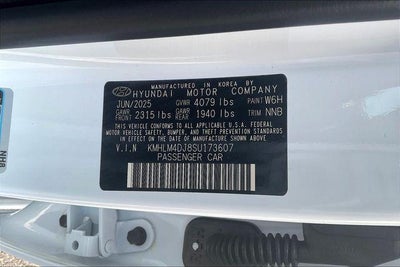 MANUFACTURED IN KOREA BY
HYUNDAI MOTOR COMPANY
JUN/2025 GVWR 4079 lbs PAINT W6H
GAWR FRONT 2315 lbs GAWR REAR 1940 lbs TRIM NNB
THIS VEHICLE CONFORMS TO ALL APPLICABLE U.S.A. FEDERAL
MOTOR VEHICLE SAFETY, BUMPER, AND THEFT PREVENTION
STANDARDS IN EFFECT ON THE DATE OF MANUFACTURE
SHOWN ABOVE.
V.I.N KMHLM4DJ8SU173607
PASSENGER CAR
NH8